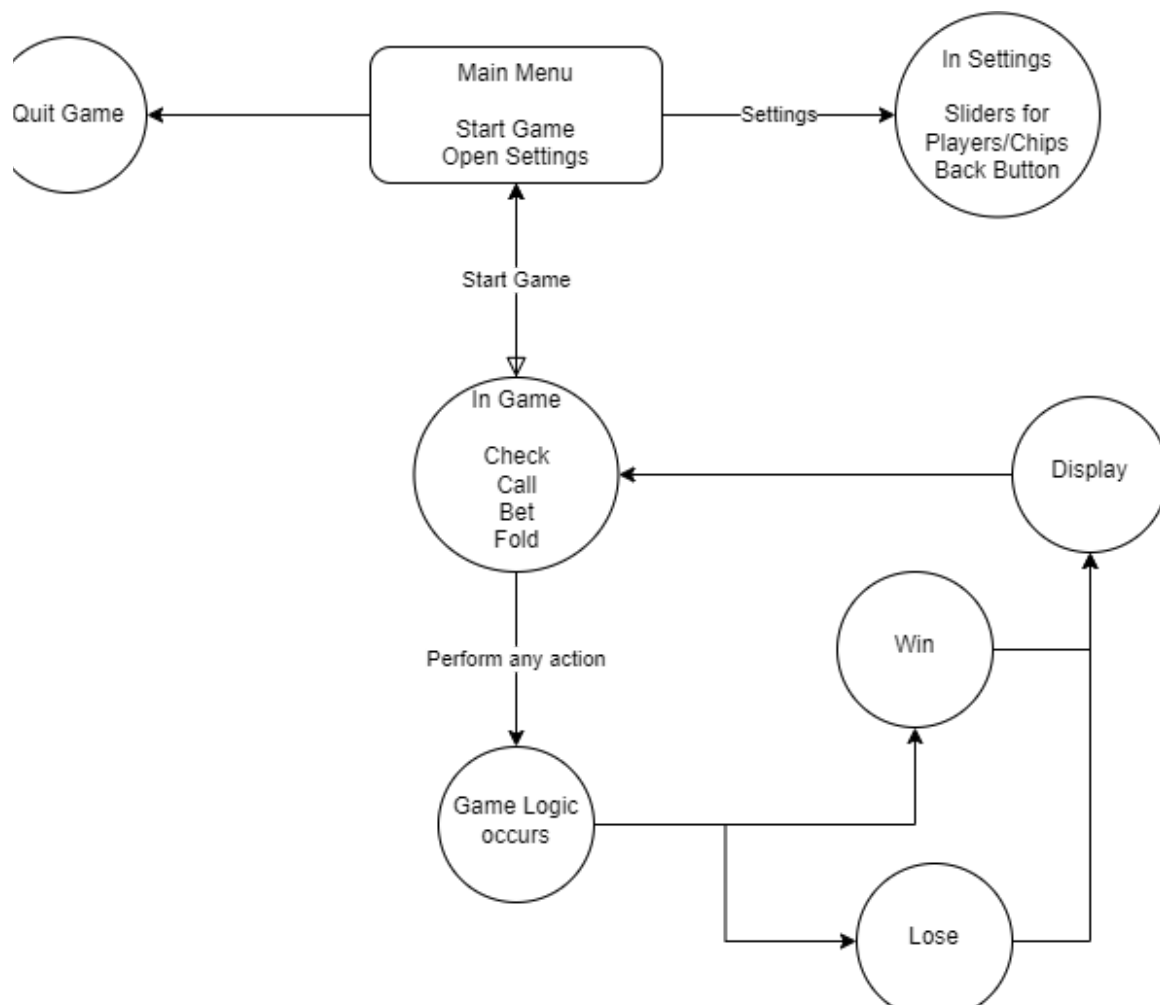 Main Menu
Start Game
Open Settings
Quit Game
Settings
In Settings
Sliders for
Players/Chips
Back Button
Start Game
In Game
Check
Call
Bet
Fold
Display
Win
Perform any action
Game Logic
occurs
Lose